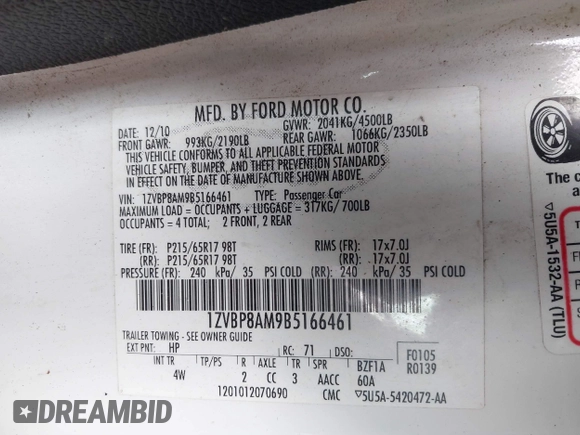 MFD. BY FORD MOTOR CO.
DATE: 12/10 GVWR: 2041KG/4500LB
FRONT GAWR: 993KG/2190LB REAR GAWR: 1066KG/2350LB
THIS VEHICLE CONFORMS TO ALL APPLICABLE FEDERAL MOTOR
VEHICLE SAFETY, BUMPER, AND THEFT PREVENTION STANDARDS
IN EFFECT ON THE DATE OF MANUFACTURE SHOWN ABOVE.
VIN: 1ZVBP8AM9B5166461 TYPE: Passenger Car
MAXIMUM LOAD = OCCUPANTS + LUGGAGE = 317KG/700LB
OCCUPANTS = 4 TOTAL; 2 FRONT, 2 REAR
TIRE (FR): P215/65R17 98T RIMS (FR): 17x7.0J
(RR): P215/65R17 98T (RR): 17x7.0J
PRESSURE (FR): 240 kPa/ 35 PSI COLD (RR): 240 kPa/ 35 PSI COLD
1ZVBP8AM9B5166461
TRAILER TOWING - SEE OWNER GUIDE
EXT PNT: HP RC: 71 DSO: F0105
INT TR TP/PS R AXLE TR SPR BZF1A R0139
4W 2 CC 3 AACC 60A
1201012070690 CMC ▽5U5A-5420472-AA
The c
a
▽5U5A-1532-AA (TLU)
T
F
S
DREAMBID
AUCTION CARS FOR ALL